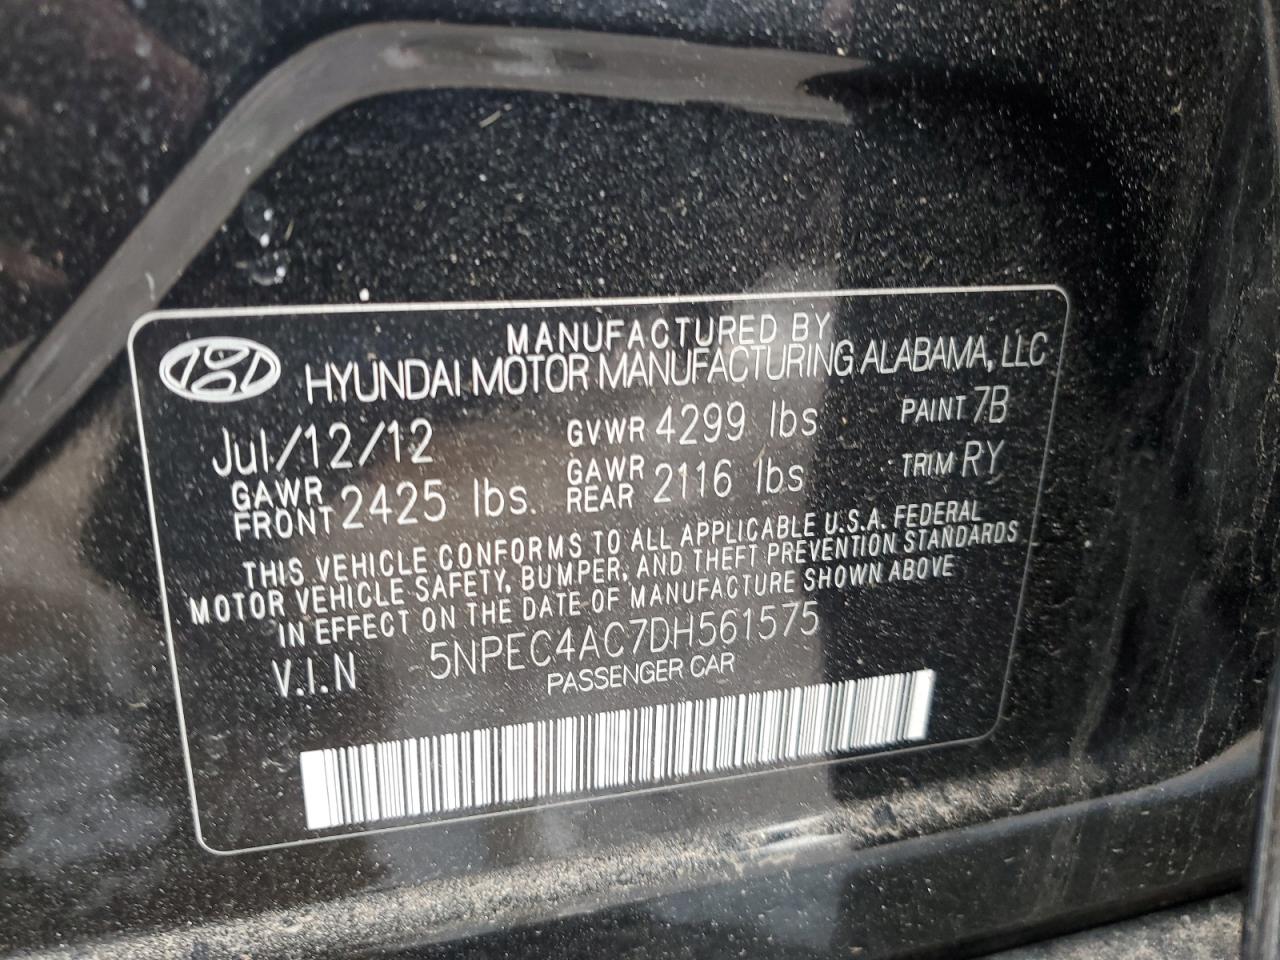 MANUFACTURED BY
HYUNDAI MOTOR MANUFACTURING ALABAMA, LLC
Jul/12/12 GVWR 4299 lbs PAINT 7B
GAWR FRONT 2425 lbs. GAWR REAR 2116 lbs TRIM RY
THIS VEHICLE CONFORMS TO ALL APPLICABLE U.S.A. FEDERAL
MOTOR VEHICLE SAFETY, BUMPER, AND THEFT PREVENTION STANDARDS
IN EFFECT ON THE DATE OF MANUFACTURE SHOWN ABOVE
V.I.N 5NPEC4AC7DH561575
PASSENGER CAR